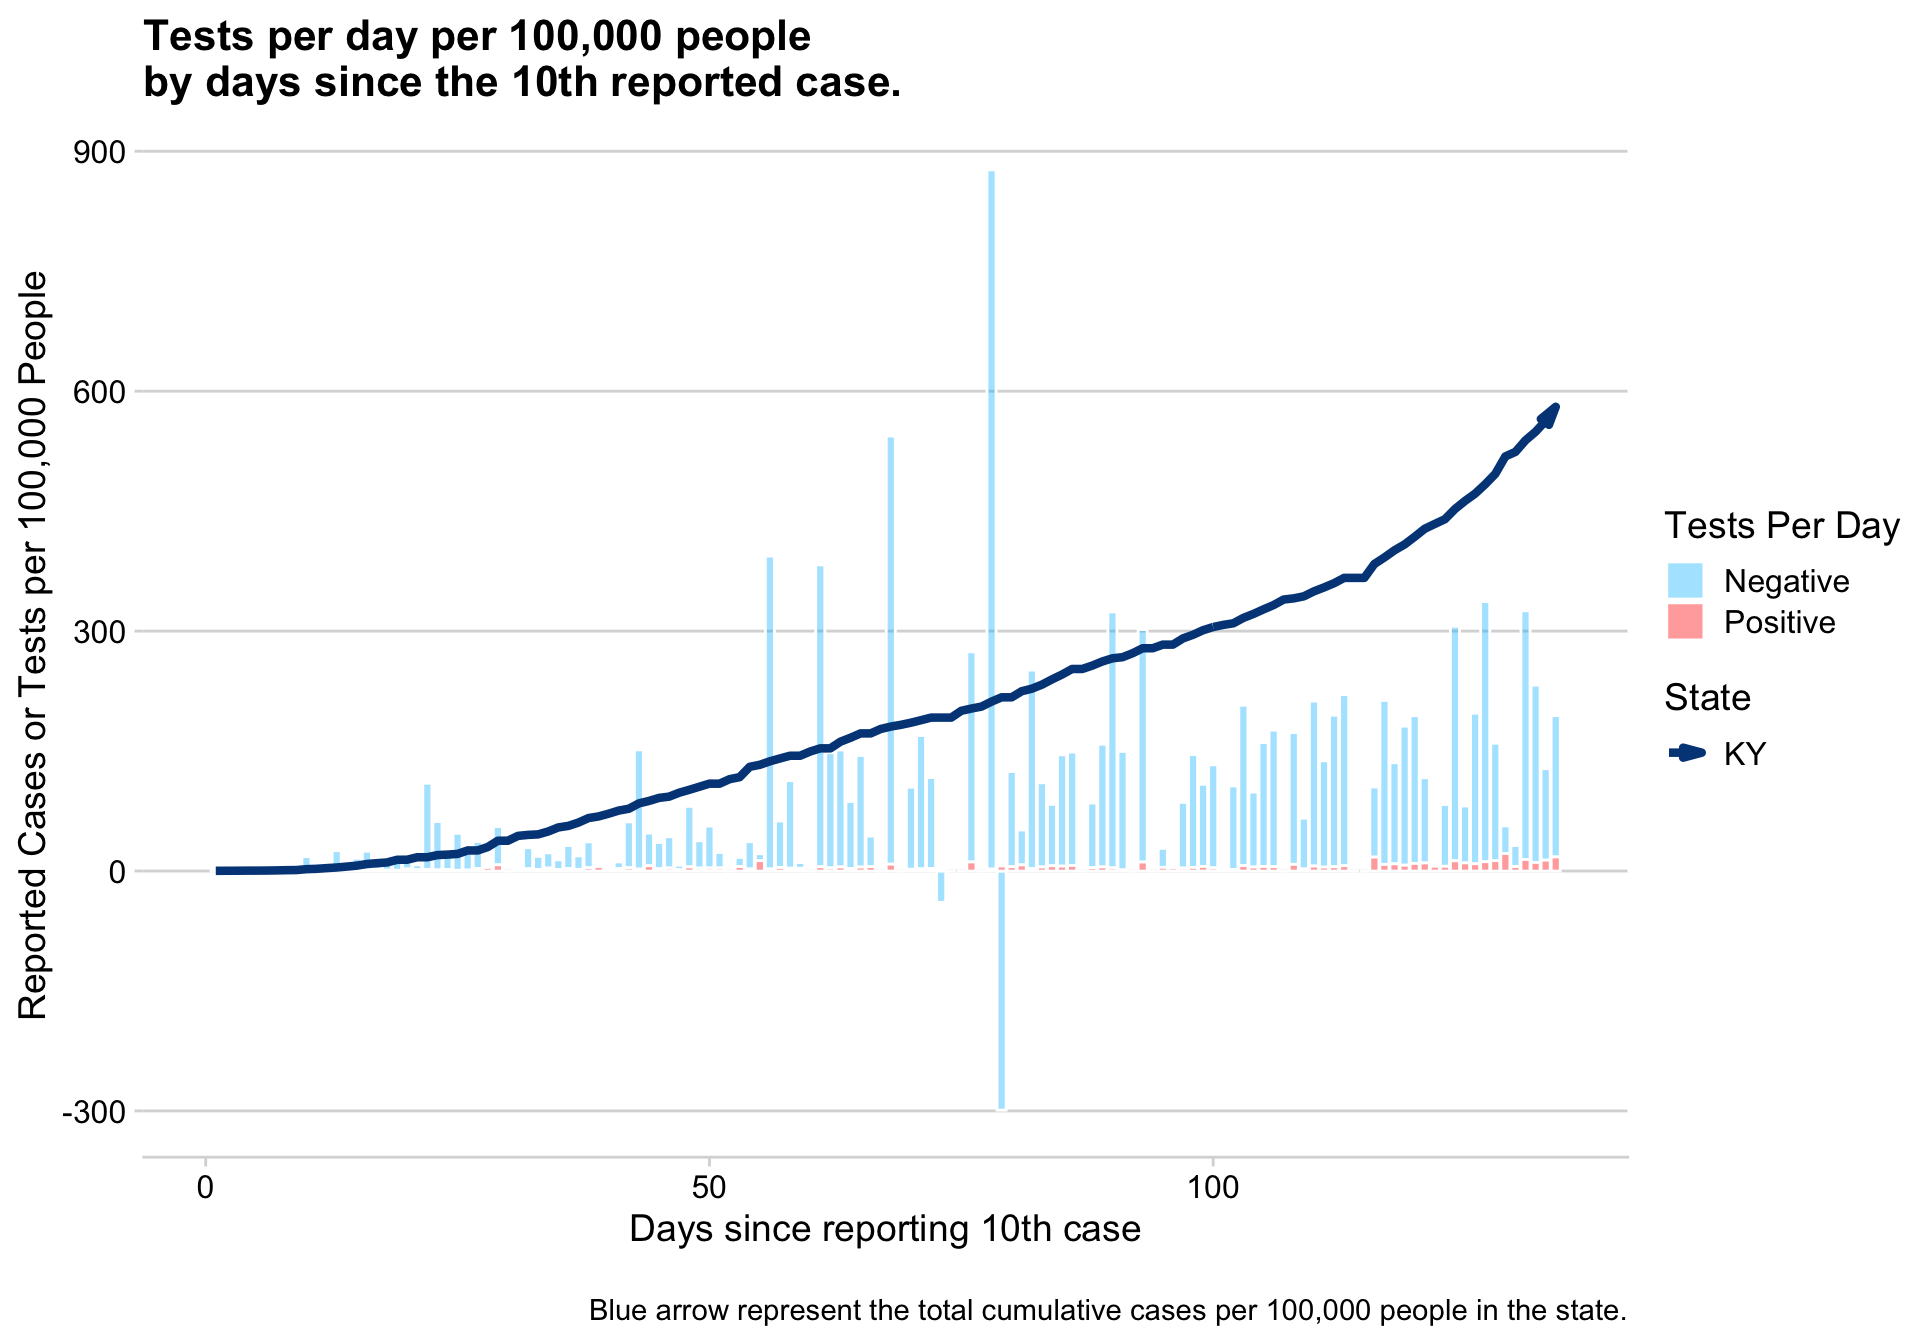 Tests per day per 100,000 people
by days since the 10th reported case.
Reported Cases or Tests per 100,000 People
900
600
300
0
-300
0
50
100
Days since reporting 10th case
Tests Per Day
Negative
Positive
State
KY
Blue arrow represent the total cumulative cases per 100,000 people in the state.